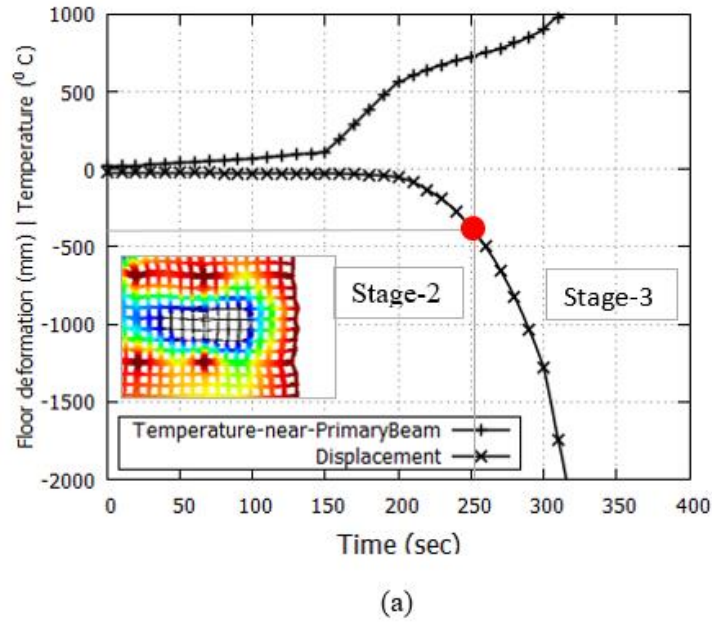 1000
500
0
-500
-1000
-1500
-2000
Floor deformation (mm) | Temperature (⁰ C)
Stage-2
Stage-3
Temperature-near-PrimaryBeam
Displacement
0 50 100 150 200 250 300 350 400
Time (sec)
(a)